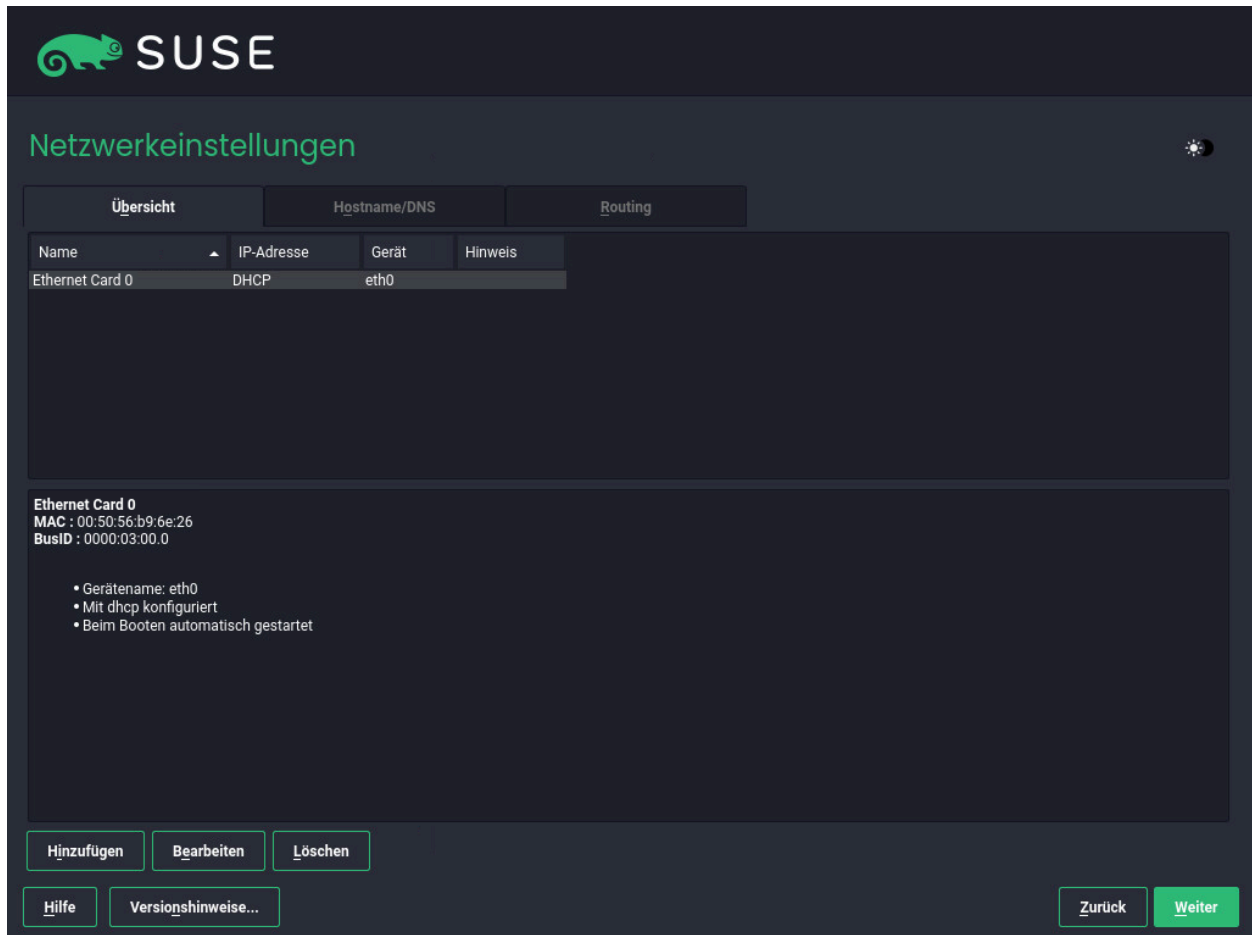 SUSE
Netzwerkeinstellungen
Übersicht Hostname/DNS Routing
Name IP-Adresse Gerät Hinweis
Ethernet Card 0 DHCP eth0
Ethernet Card 0
MAC : 00:50:56:b9:6e:26
BusID : 0000:03:00.0
• Gerätename: eth0
• Mit dhcp konfiguriert
• Beim Booten automatisch gestartet
Hinzufügen Bearbeiten Löschen
Hilfe Versionshinweise... Zurück Weiter